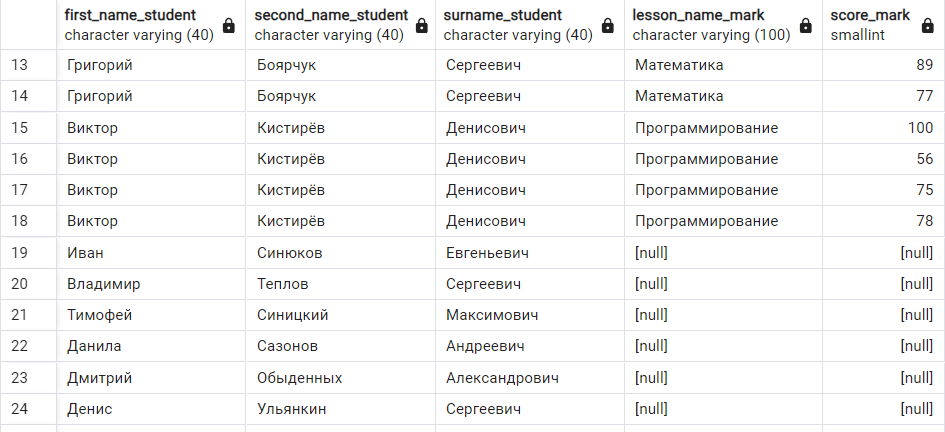 first_name_student second_name_student surname_student lesson_name_mark score_mark
character varying (40) character varying (40) character varying (40) character varying (100) smallint
13 Григорий Боярчук Сергеевич Математика 89
14 Григорий Боярчук Сергеевич Математика 77
15 Виктор Кистирёв Денисович Программирование 100
16 Виктор Кистирёв Денисович Программирование 56
17 Виктор Кистирёв Денисович Программирование 75
18 Виктор Кистирёв Денисович Программирование 78
19 Иван Синюков Евгеньевич [null] [null]
20 Владимир Теплов Сергеевич [null] [null]
21 Тимофей Синицкий Максимович [null] [null]
22 Данила Сазонов Андреевич [null] [null]
23 Дмитрий Обыденных Александрович [null] [null]
24 Денис Ульянкин Сергеевич [null] [null]